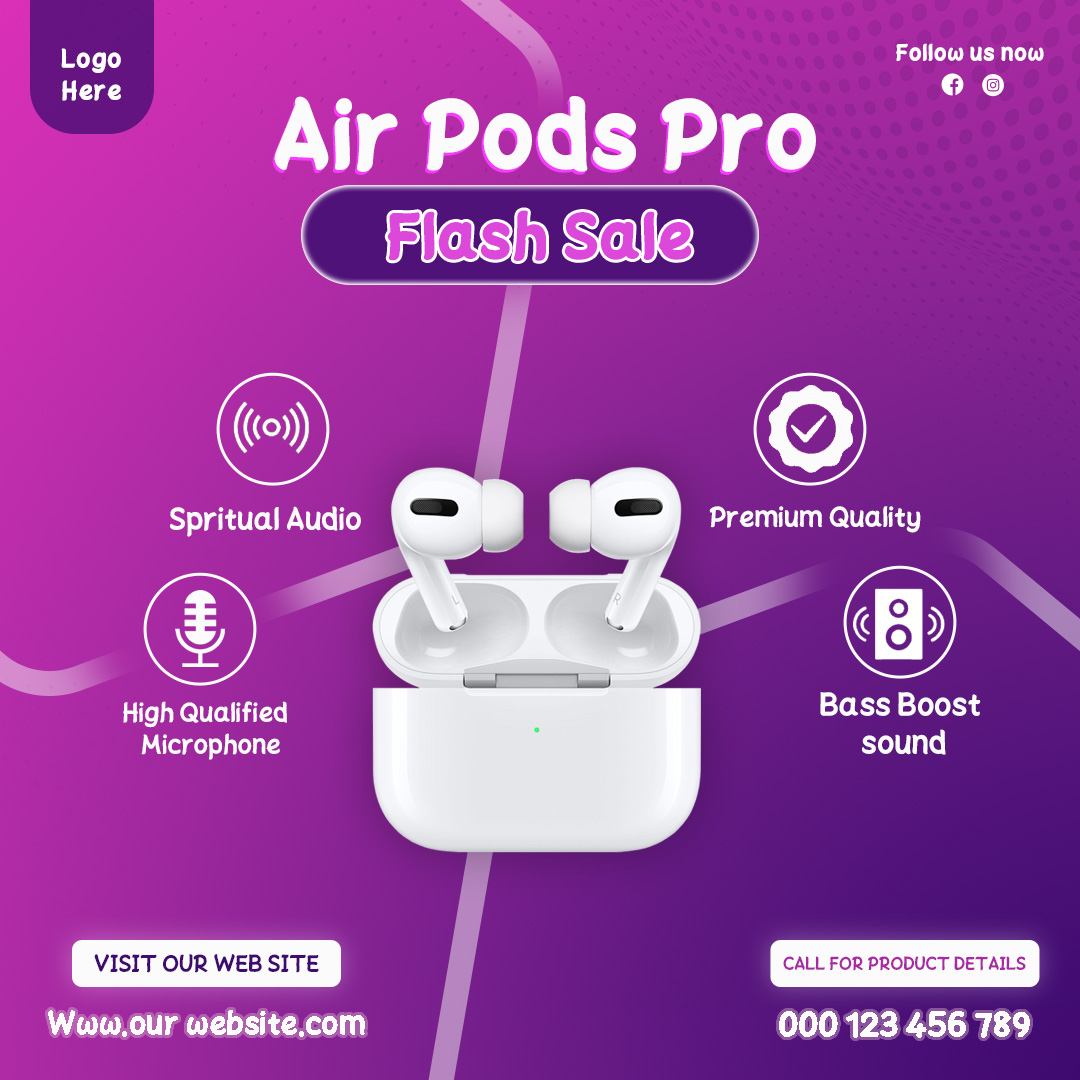 Logo
Here
Follow us now
Air Pods Pro
Flash Sale
Spritual Audio
Premium Quality
High Qualified
Microphone
Bass Boost
sound
L
R
VISIT OUR WEB SITE
CALL FOR PRODUCT DETAILS
Www.our website.com
000 123 456 789